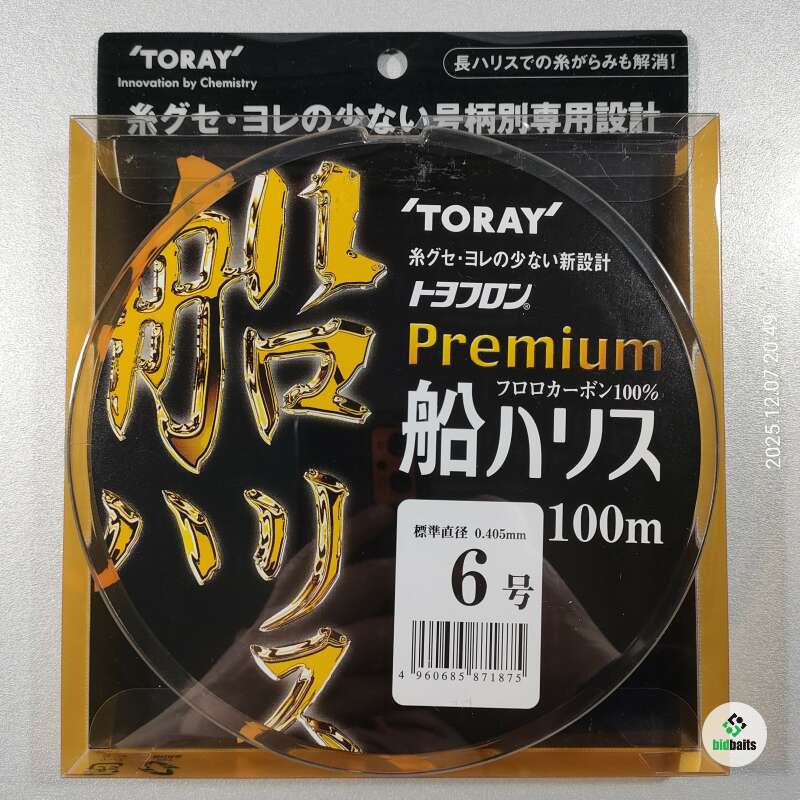 'TORAY'
Innovation by Chemistry
長ハリスでの糸がらみも解消!
糸グセ・ヨレの少ない号柄別専用設計
船ハリス
'TORAY'
糸グセ・ヨレの少ない新設計
トヨフロン®
Premium
フロロカーボン100%
船ハリス
100m
標準直径 0.405mm
6号
4 960685 871875
2025.12.07 20:49
bidbaits